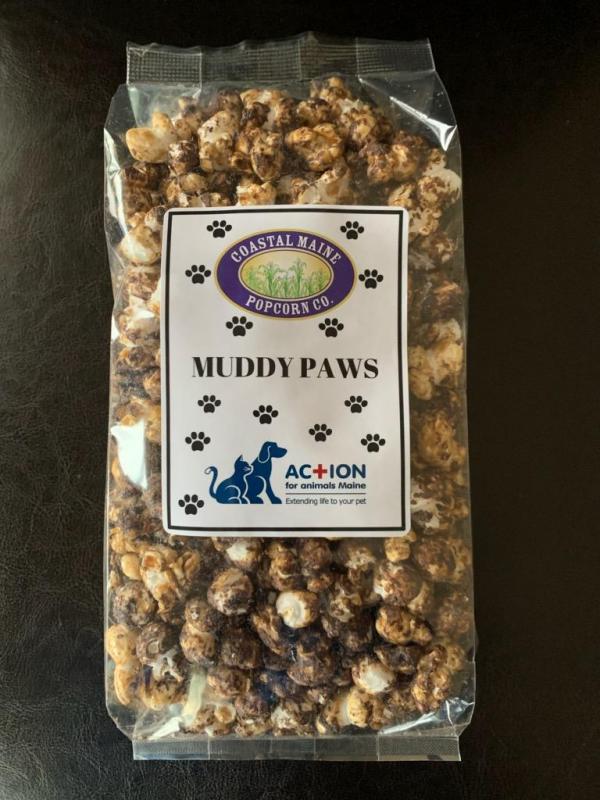 COASTAL MAINE
POPCORN CO.
MUDDY PAWS
ACTION
for animals Maine
Extending life to your pet